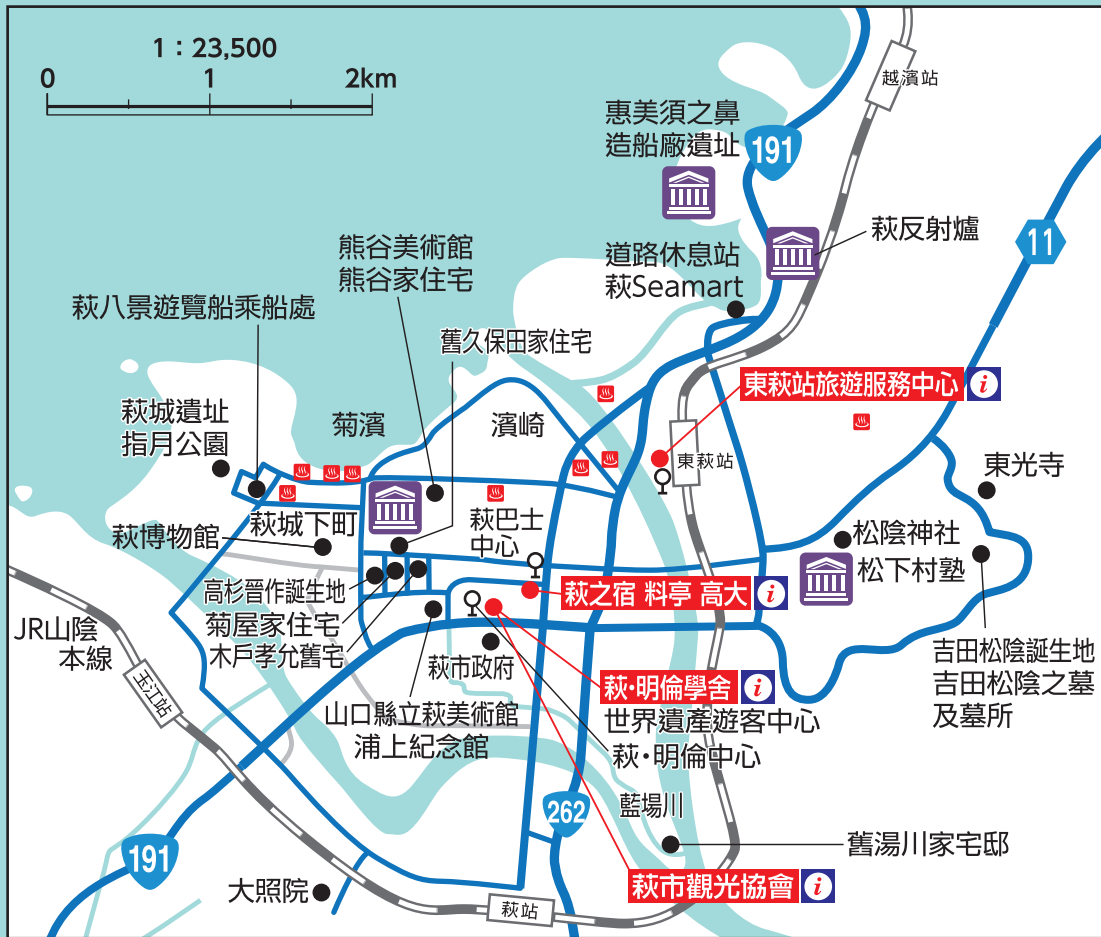 1：23,500
0
1
2km
越濱站
惠美須之鼻
造船廠遺址
191
11
萩反射爐
道路休息站
萩Seamart
熊谷美術館
熊谷家住宅
萩八景遊覽船乘船處
舊久保田家住宅
東萩站旅遊服務中心
i
萩城遺址
指月公園
菊濱
濱崎
東萩站
東光寺
萩城下町
萩巴士
中心
萩博物館
松陰神社
松下村塾
高杉晉作誕生地
菊屋家住宅
木戶孝允舊宅
萩之宿 料亭 高大
i
JR山陰
本線
玉江站
萩市政府
吉田松陰誕生地
吉田松陰之墓
及墓所
萩・明倫學舍
i
世界遺產遊客中心
萩・明倫中心
山口縣立萩美術館
浦上紀念館
藍場川
262
191
舊湯川家宅邸
萩市觀光協會
i
大照院
萩站